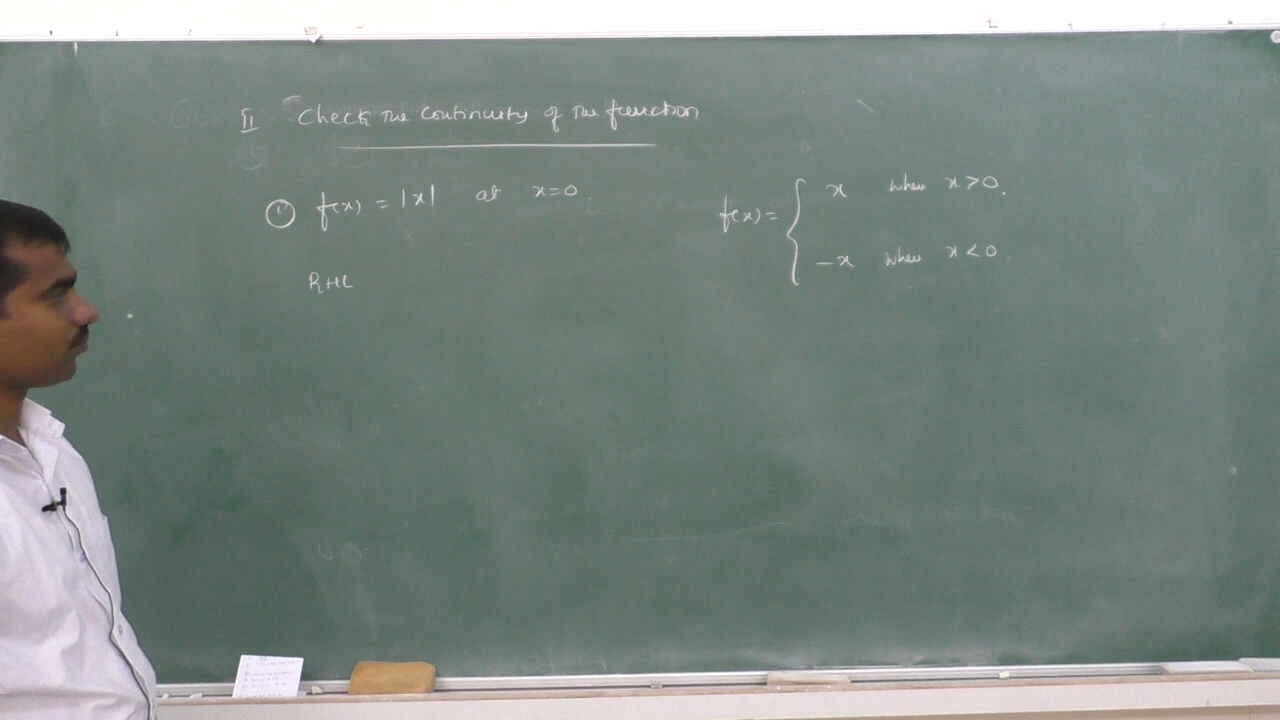 II Check the continuity of the function
① f(x) = |x| at x=0.
f(x) = { x when x>0.
-x when x<0.
RHL